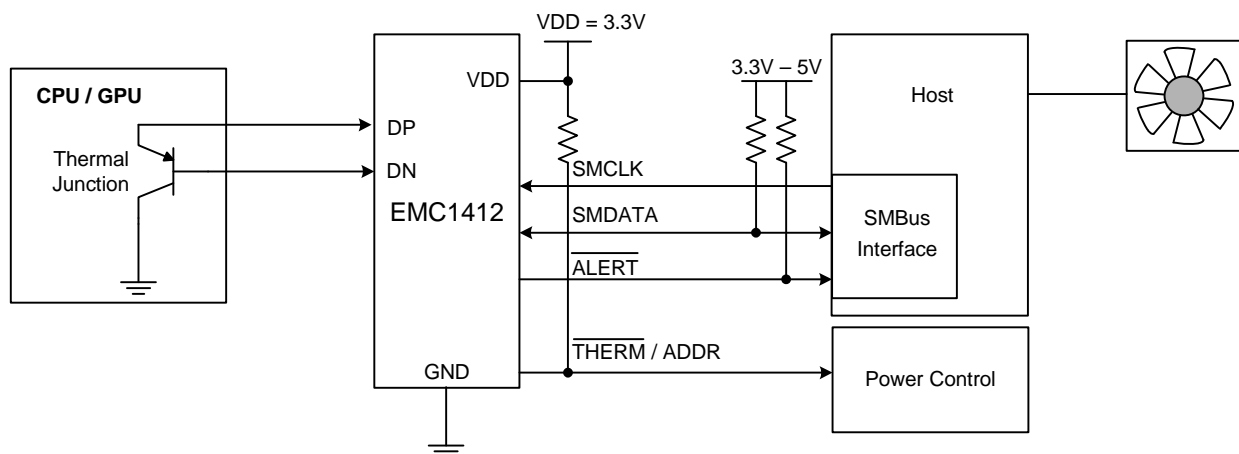 VDD = 3.3V
CPU / GPU
Thermal
Junction
DP
DN
VDD
EMC1412
GND
3.3V – 5V
SMCLK
SMDATA
ALERT
THERM / ADDR
Host
SMBus
Interface
Power Control